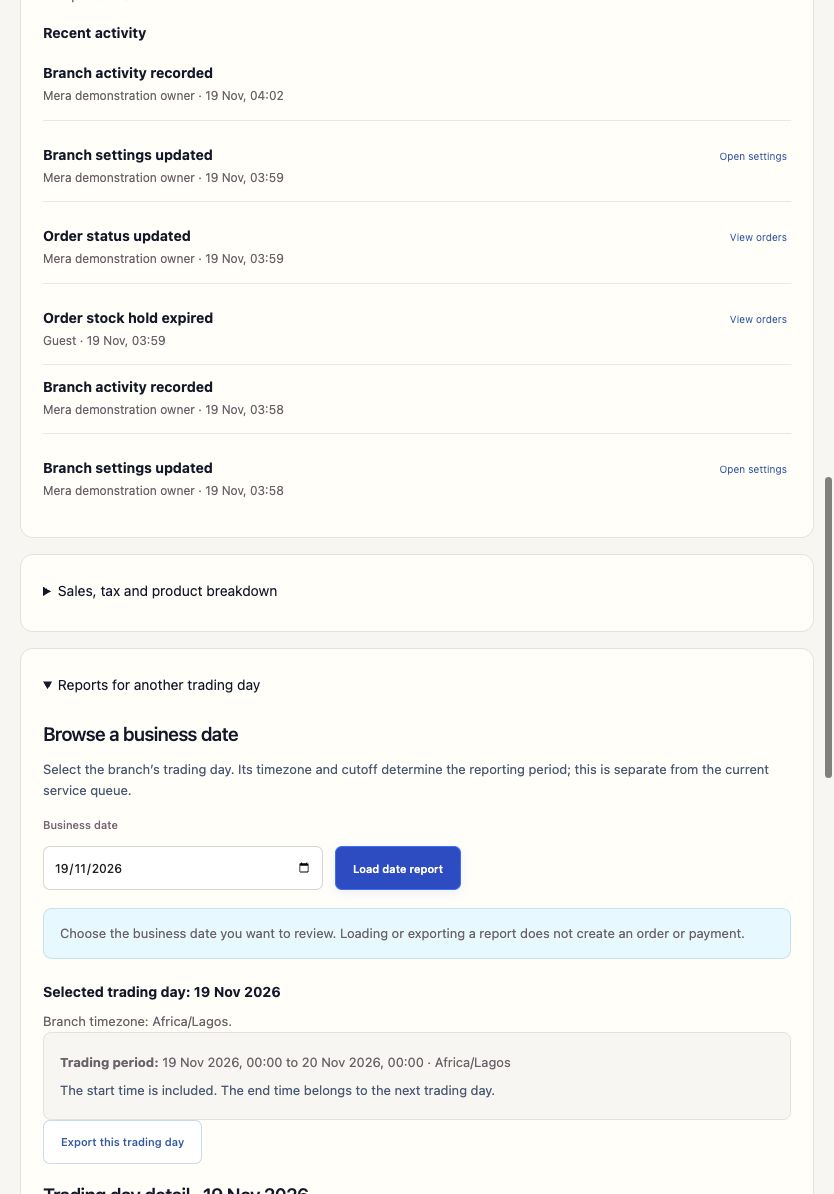 Recent activity
Branch activity recorded
Mera demonstration owner · 19 Nov, 04:02
Branch settings updated
Open settings
Mera demonstration owner · 19 Nov, 03:59
Order status updated
View orders
Mera demonstration owner · 19 Nov, 03:59
Order stock hold expired
View orders
Guest · 19 Nov, 03:59
Branch activity recorded
Mera demonstration owner · 19 Nov, 03:58
Branch settings updated
Open settings
Mera demonstration owner · 19 Nov, 03:58
Sales, tax and product breakdown
Reports for another trading day
Browse a business date
Select the branch’s trading day. Its timezone and cutoff determine the reporting period; this is separate from the current
service queue.
Business date
19/11/2026
Load date report
Choose the business date you want to review. Loading or exporting a report does not create an order or payment.
Selected trading day: 19 Nov 2026
Branch timezone: Africa/Lagos.
Trading period: 19 Nov 2026, 00:00 to 20 Nov 2026, 00:00 · Africa/Lagos
The start time is included. The end time belongs to the next trading day.
Export this trading day
Trading day detail · 19 Nov 2026